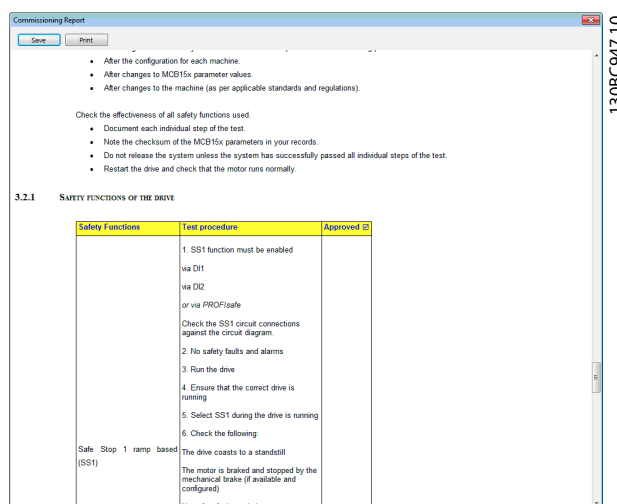 Commissioning Report
Save Print
After the configuration for each machine.
After changes to MCB15x parameter values.
After changes to the machine (as per applicable standards and regulations).
Check the effectiveness of all safety functions used.
Document each individual step of the test.
Note the checksum of the MCB15x parameters in your records.
Do not release the system unless the system has successfully passed all individual steps of the test.
Restart the drive and check that the motor runs normally.
3.2.1 SAFETY FUNCTIONS OF THE DRIVE
Safety Functions Test procedure Approved ☑
1. SS1 function must be enabled
via DI1
via DI2
or via PROFIsafe
Check the SS1 circuit connections
against the circuit diagram.
2. No safety faults and alarms
3. Run the drive
4. Ensure that the correct drive is
running
5. Select SS1 during the drive is running
6. Check the following:
Safe Stop 1 ramp based
(SS1)
The drive coasts to a standstill
The motor is braked and stopped by the
mechanical brake (if available and
configured)
130BC947.10